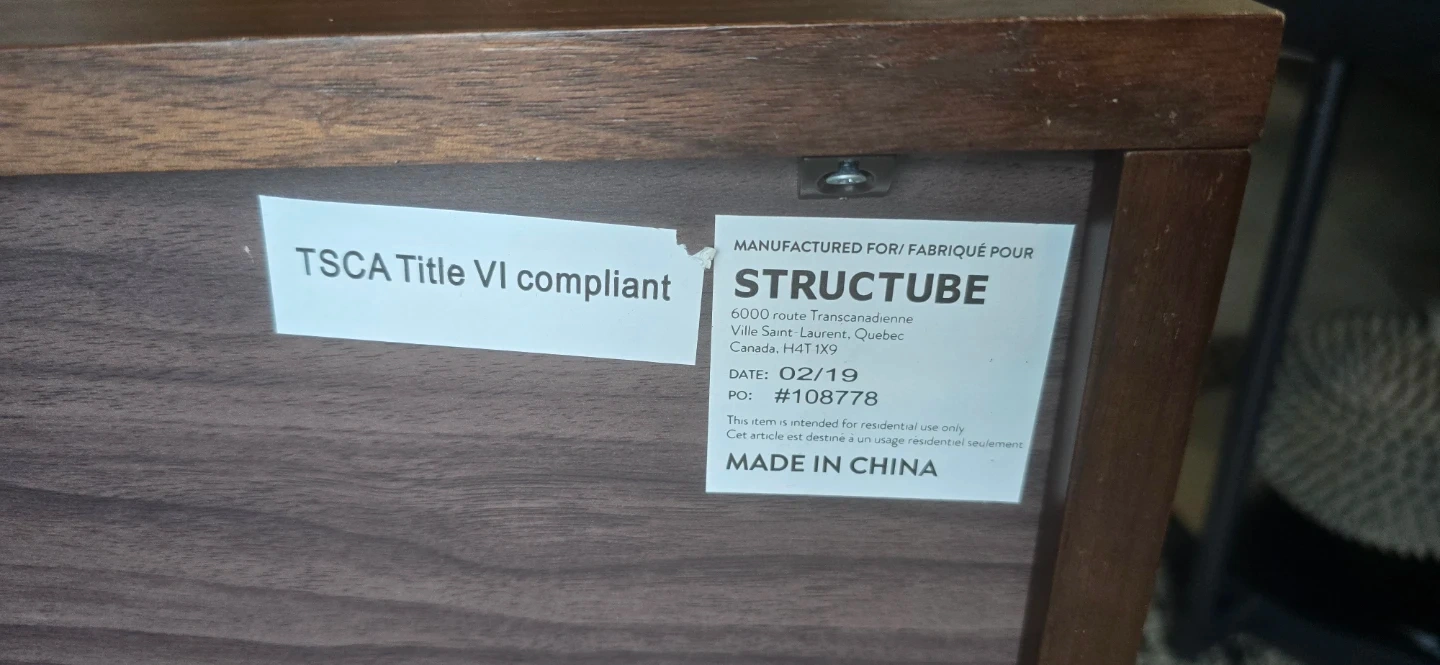 TSCA Title VI compliant
MANUFACTURED FOR/ FABRIQUÉ POUR
STRUCTUBE
6000 route Transcanadienne
Ville Saint-Laurent, Quebec
Canada, H4T 1X9
DATE: 02/19
PO: #108778
This item is intended for residential use only
Cet article est destiné à un usage résidentiel seulement
MADE IN CHINA